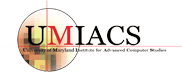 UMIACS
University of Maryland Institute for Advanced Computer Studies